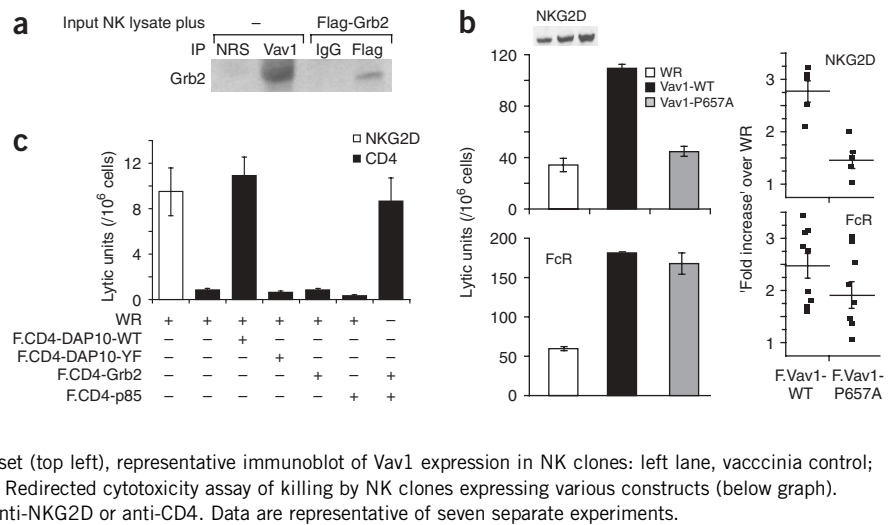 a
Input NK lysate plus – Flag-Grb2
IP NRS Vav1 IgG Flag
Grb2
b
NKG2D
120
80
40
0
Lytic units (/10⁶ cells)
WR
Vav1-WT
Vav1-P657A
200
150
100
50
0
FcR
NKG2D
3
2
1
FcR
3
2
1
'Fold increase' over WR
F.Vav1- F.Vav1-
WT P657A
c
NKG2D
CD4
12
8
4
0
Lytic units (/10⁶ cells)
WR + + + + + + –
F.CD4-DAP10-WT – – + – – – –
F.CD4-DAP10-YF – – – + – – –
F.CD4-Grb2 – – – – + – +
F.CD4-p85 – – – – – + +
set (top left), representative immunoblot of Vav1 expression in NK clones: left lane, vacccinia control;
Redirected cytotoxicity assay of killing by NK clones expressing various constructs (below graph).
nti-NKG2D or anti-CD4. Data are representative of seven separate experiments.